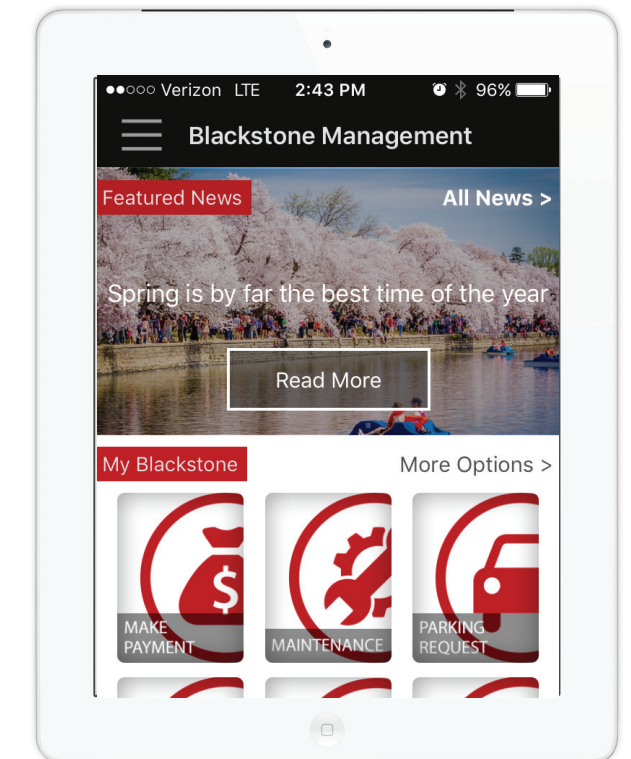 Verizon LTE 2:43 PM 96%
Blackstone Management
Featured News All News >
Spring is by far the best time of the year
Read More
My Blackstone More Options >
MAKE
PAYMENT
MAINTENANCE
PARKING
REQUEST
$